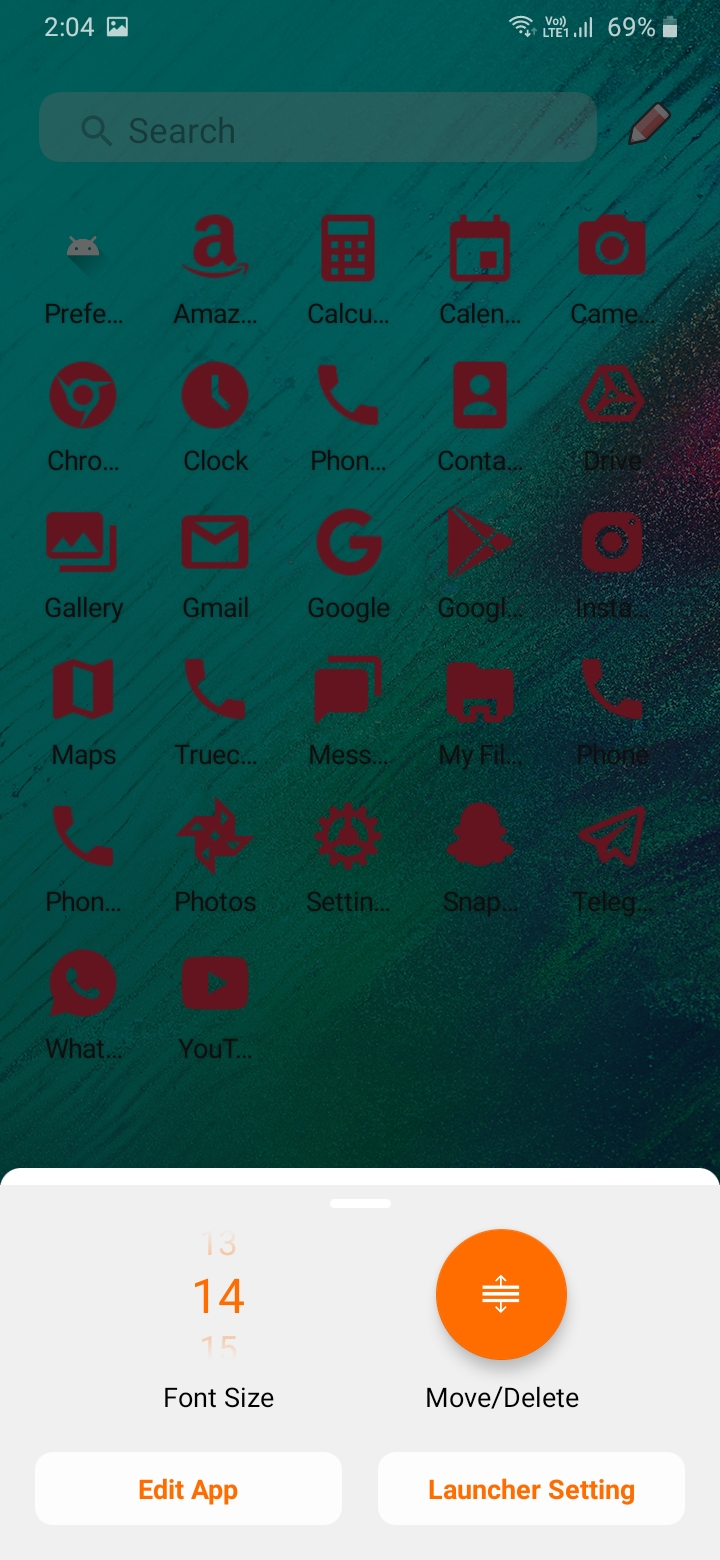 2:04 Vo)) LTE1 69%
Search
Prefe... Amaz... Calcu... Calen... Came...
Chro... Clock Phon... Conta... Drive
Gallery Gmail Google Googl... Insta...
Maps Truec... Mess... My Fil... Phone
Phon... Photos Settin... Snap... Teleg...
What... YouT...
13
14
15
Font Size Move/Delete
Edit App Launcher Setting